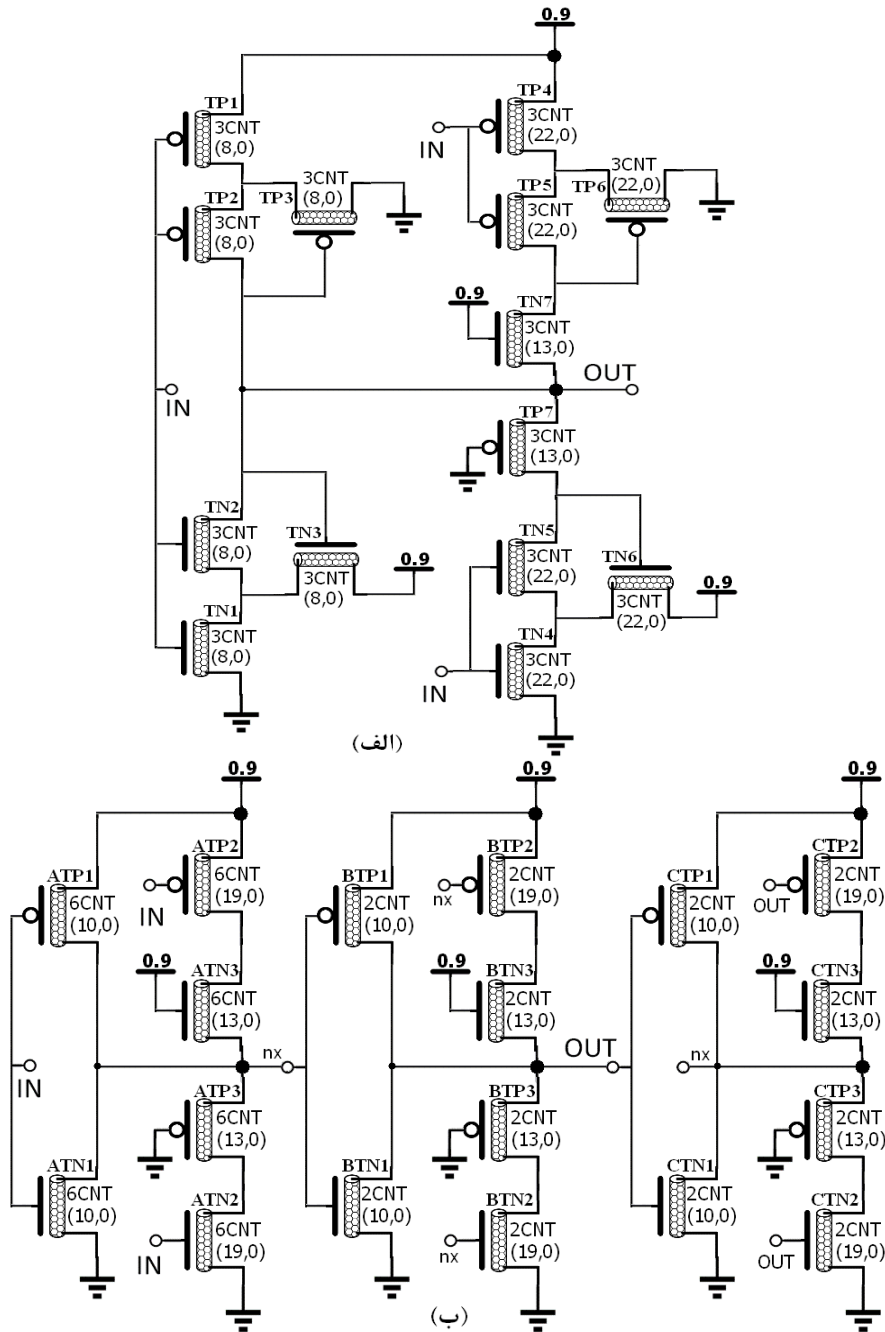 0.9
TP1
3CNT
(8,0)
TP2
3CNT
(8,0)
TP3
3CNT
(8,0)
IN
TP4
3CNT
(22,0)
TP5
3CNT
(22,0)
TP6
3CNT
(22,0)
0.9
TN7
3CNT
(13,0)
IN
OUT
TP7
3CNT
(13,0)
TN2
3CNT
(8,0)
TN3
3CNT
(8,0)
0.9
TN1
3CNT
(8,0)
TN5
3CNT
(22,0)
TN6
3CNT
(22,0)
0.9
TN4
3CNT
(22,0)
IN
(الف)
0.9
ATP1
6CNT
(10,0)
ATP2
6CNT
(19,0)
IN
0.9
ATN3
6CNT
(13,0)
IN
nx
ATP3
6CNT
(13,0)
ATN1
6CNT
(10,0)
ATN2
6CNT
(19,0)
IN
0.9
BTP1
2CNT
(10,0)
BTP2
2CNT
(19,0)
nx
0.9
BTN3
2CNT
(13,0)
OUT
BTP3
2CNT
(13,0)
BTN1
2CNT
(10,0)
BTN2
2CNT
(19,0)
nx
0.9
CTP1
2CNT
(10,0)
CTP2
2CNT
(19,0)
OUT
0.9
CTN3
2CNT
(13,0)
nx
CTP3
2CNT
(13,0)
CTN1
2CNT
(10,0)
CTN2
2CNT
(19,0)
OUT
(ب)